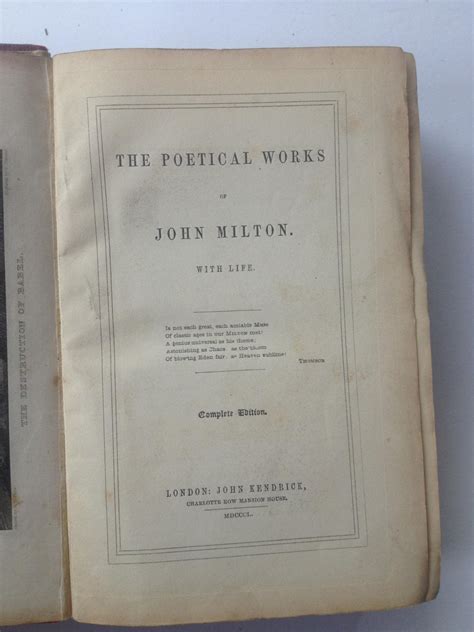 THE DESTRUCTION OF BABEL.
THE POETICAL WORKS
OF
JOHN MILTON.
WITH LIFE.
Is not each great, each amiable Muse
Of classic ages in our MILTON met?
A genius universal as his theme;
Astonishing as Chaos as the bloom
Of blowing Eden fair, as Heaven sublime!
THOMSON
Complete Edition.
LONDON: JOHN KENDRICK,
CHARLOTTE ROW MANSION HOUSE.
MDCCCL.